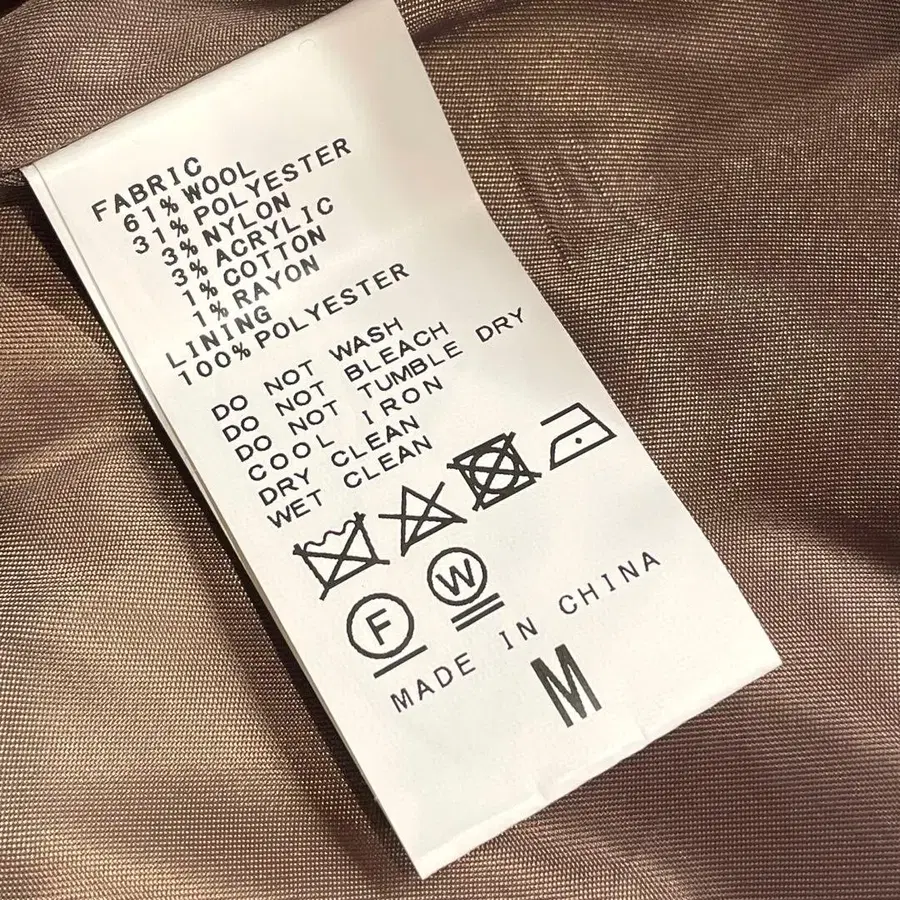 FABRIC
61% WOOL
31% POLYESTER
3% NYLON
3% ACRYLIC
1% COTTON
1% RAYON
LINING
100% POLYESTER
DO NOT WASH
DO NOT BLEACH
DO NOT TUMBLE DRY
COOL IRON
DRY CLEAN
WET CLEAN
F W
MADE IN CHINA
M